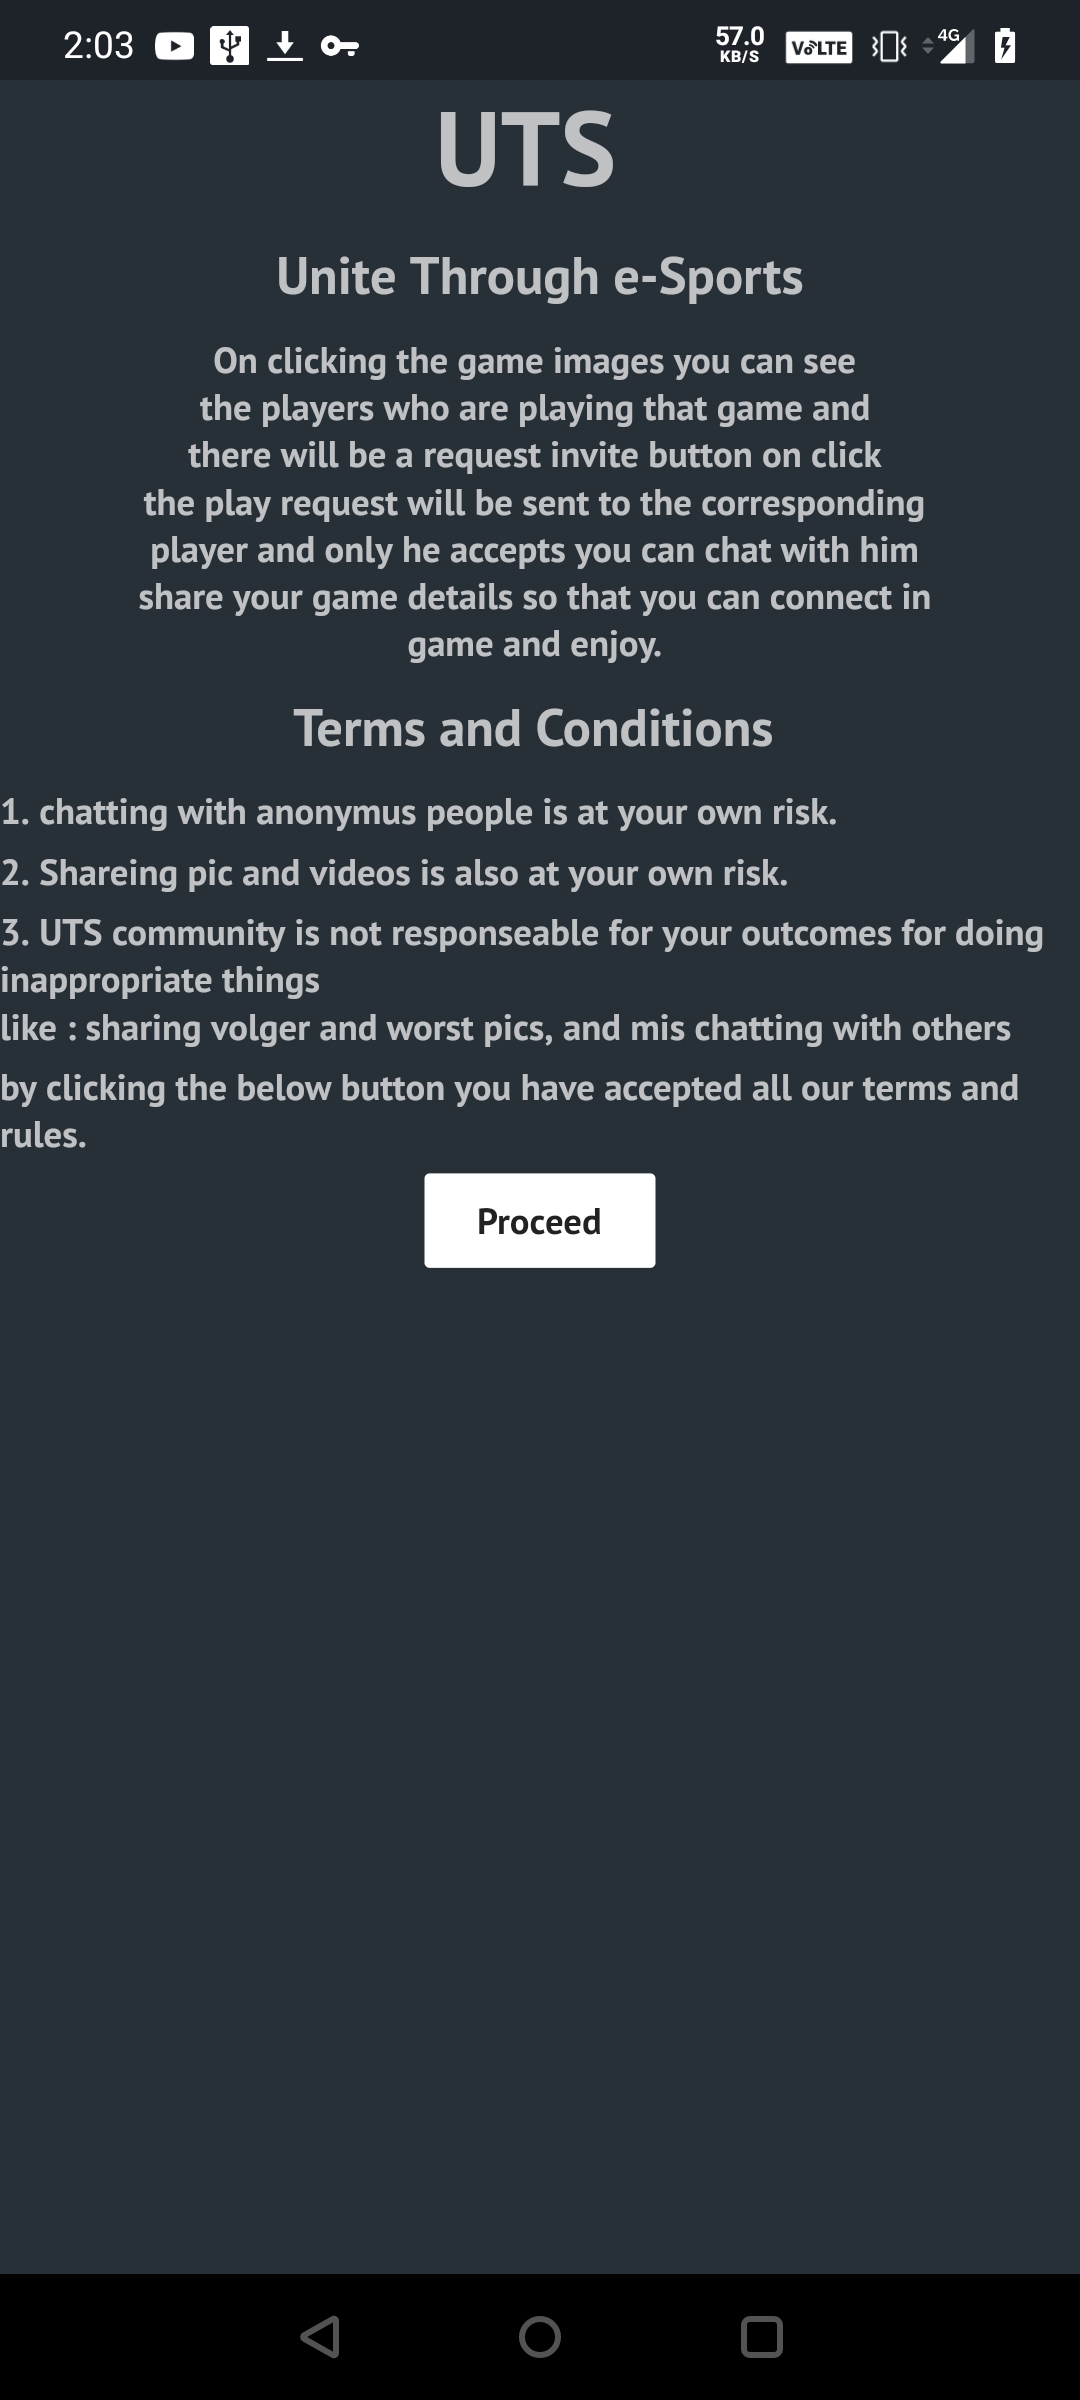 2:03 57.0 KB/S VoLTE 4G
UTS
Unite Through e-Sports
On clicking the game images you can see
the players who are playing that game and
there will be a request invite button on click
the play request will be sent to the corresponding
player and only he accepts you can chat with him
share your game details so that you can connect in
game and enjoy.
Terms and Conditions
1. chatting with anonymus people is at your own risk.
2. Shareing pic and videos is also at your own risk.
3. UTS community is not responseable for your outcomes for doing
inappropriate things
like : sharing volger and worst pics, and mis chatting with others
by clicking the below button you have accepted all our terms and
rules.
Proceed